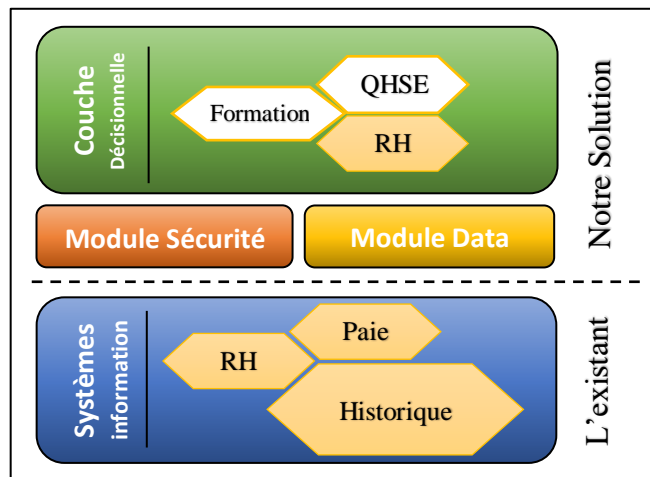 Couche
Décisionnelle
Formation
QHSE
RH
Notre Solution
Module Sécurité
Module Data
Systèmes
information
RH
Paie
Historique
L'existant